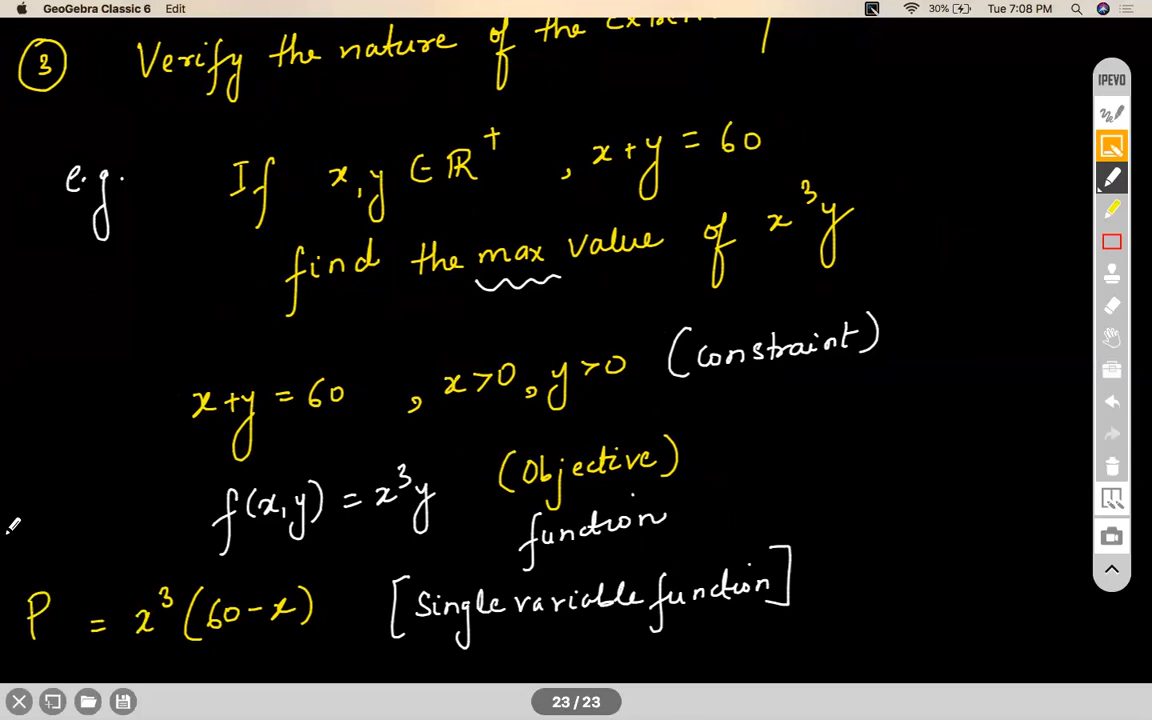 GeoGebra Classic 6 Edit 30% Tue 7:08 PM
③ Verify the nature of the
IPEVO
e.g. If x, y ∈ ℝ⁺ , x + y = 60
find the max value of x³y
x + y = 60 , x > 0 , y > 0 (constraint)
f(x, y) = x³y (Objective)
function
P = x³(60 - x) [Single variable function]
23 / 23